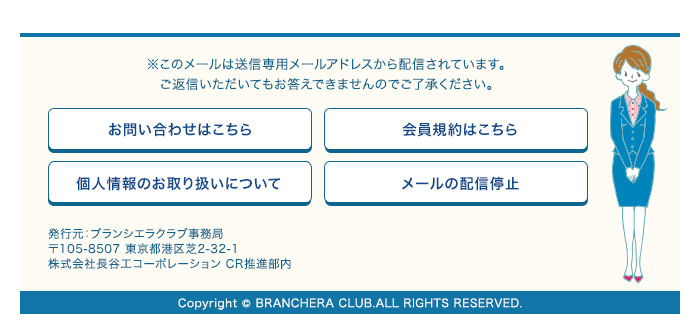 ※このメールは送信専用メールアドレスから配信されています。
ご返信いただいてもお答えできませんのでご了承ください。
お問い合わせはこちら
会員規約はこちら
個人情報のお取り扱いについて
メールの配信停止
発行元：ブランシエラクラブ事務局
〒105-8507 東京都港区芝2-32-1
株式会社長谷工コーポレーション CR推進部内
Copyright © BRANCHERA CLUB.ALL RIGHTS RESERVED.